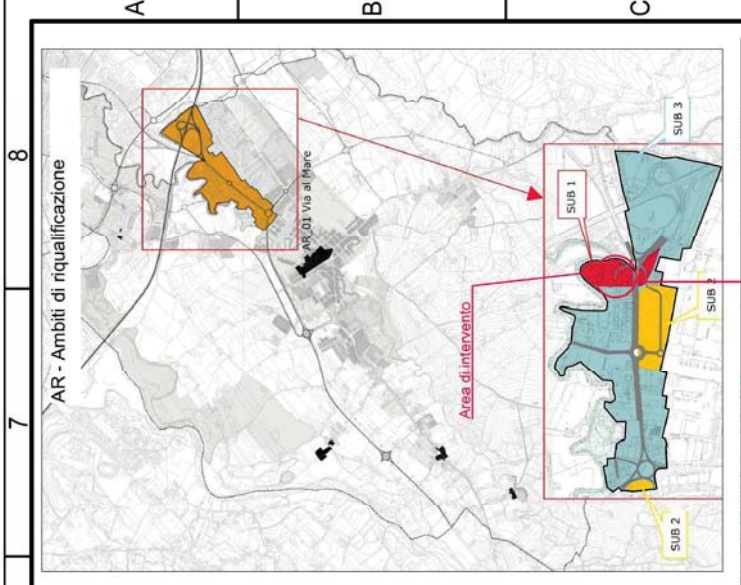 8
7
A
B
C
AR - Ambiti di riqualificazione
AR_01 Via al Mare
Area di intervento
SUB 1
SUB 3
SUB 2
SUB 2